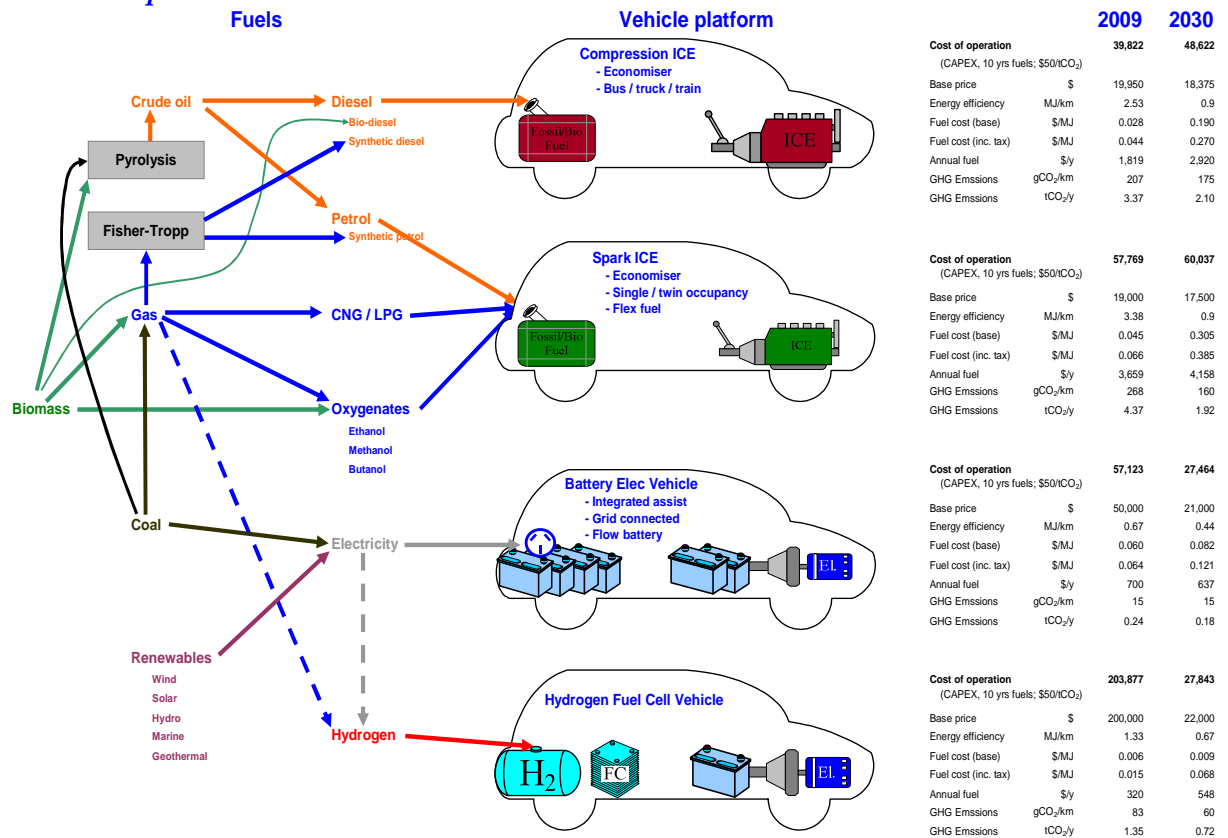 Fuels
Vehicle platform
2009 2030
Compression ICE
- Economiser
- Bus / truck / train
Crude oil
Diesel
Bio-diesel
Synthetic diesel
Pyrolysis
Fossil/Bio
Fuel
ICE
Petrol
Synthetic petrol
Fisher-Tropp
Cost of operation 39,822 48,622
(CAPEX, 10 yrs fuels; $50/tCO2)
Base price $ 19,950 18,375
Energy efficiency MJ/km 2.53 0.9
Fuel cost (base) $/MJ 0.028 0.190
Fuel cost (inc. tax) $/MJ 0.044 0.270
Annual fuel $/y 1,819 2,920
GHG Emssions gCO2/km 207 175
GHG Emssions tCO2/y 3.37 2.10
Spark ICE
- Economiser
- Single / twin occupancy
- Flex fuel
Gas
CNG / LPG
Fossil/Bio
Fuel
ICE
Biomass
Oxygenates
Ethanol
Methanol
Butanol
Cost of operation 57,769 60,037
(CAPEX, 10 yrs fuels; $50/tCO2)
Base price $ 19,000 17,500
Energy efficiency MJ/km 3.38 0.9
Fuel cost (base) $/MJ 0.045 0.305
Fuel cost (inc. tax) $/MJ 0.066 0.385
Annual fuel $/y 3,659 4,158
GHG Emssions gCO2/km 268 160
GHG Emssions tCO2/y 4.37 1.92
Battery Elec Vehicle
- Integrated assist
- Grid connected
- Flow battery
Coal
Electricity
El.
Cost of operation 57,123 27,464
(CAPEX, 10 yrs fuels; $50/tCO2)
Base price $ 50,000 21,000
Energy efficiency MJ/km 0.67 0.44
Fuel cost (base) $/MJ 0.060 0.082
Fuel cost (inc. tax) $/MJ 0.064 0.121
Annual fuel $/y 700 637
GHG Emssions gCO2/km 15 15
GHG Emssions tCO2/y 0.24 0.18
Renewables
Wind
Solar
Hydro
Marine
Geothermal
Hydrogen
Hydrogen Fuel Cell Vehicle
H2
FC
El.
Cost of operation 203,877 27,843
(CAPEX, 10 yrs fuels; $50/tCO2)
Base price $ 200,000 22,000
Energy efficiency MJ/km 1.33 0.67
Fuel cost (base) $/MJ 0.006 0.009
Fuel cost (inc. tax) $/MJ 0.015 0.068
Annual fuel $/y 320 548
GHG Emssions gCO2/km 83 60
GHG Emssions tCO2/y 1.35 0.72